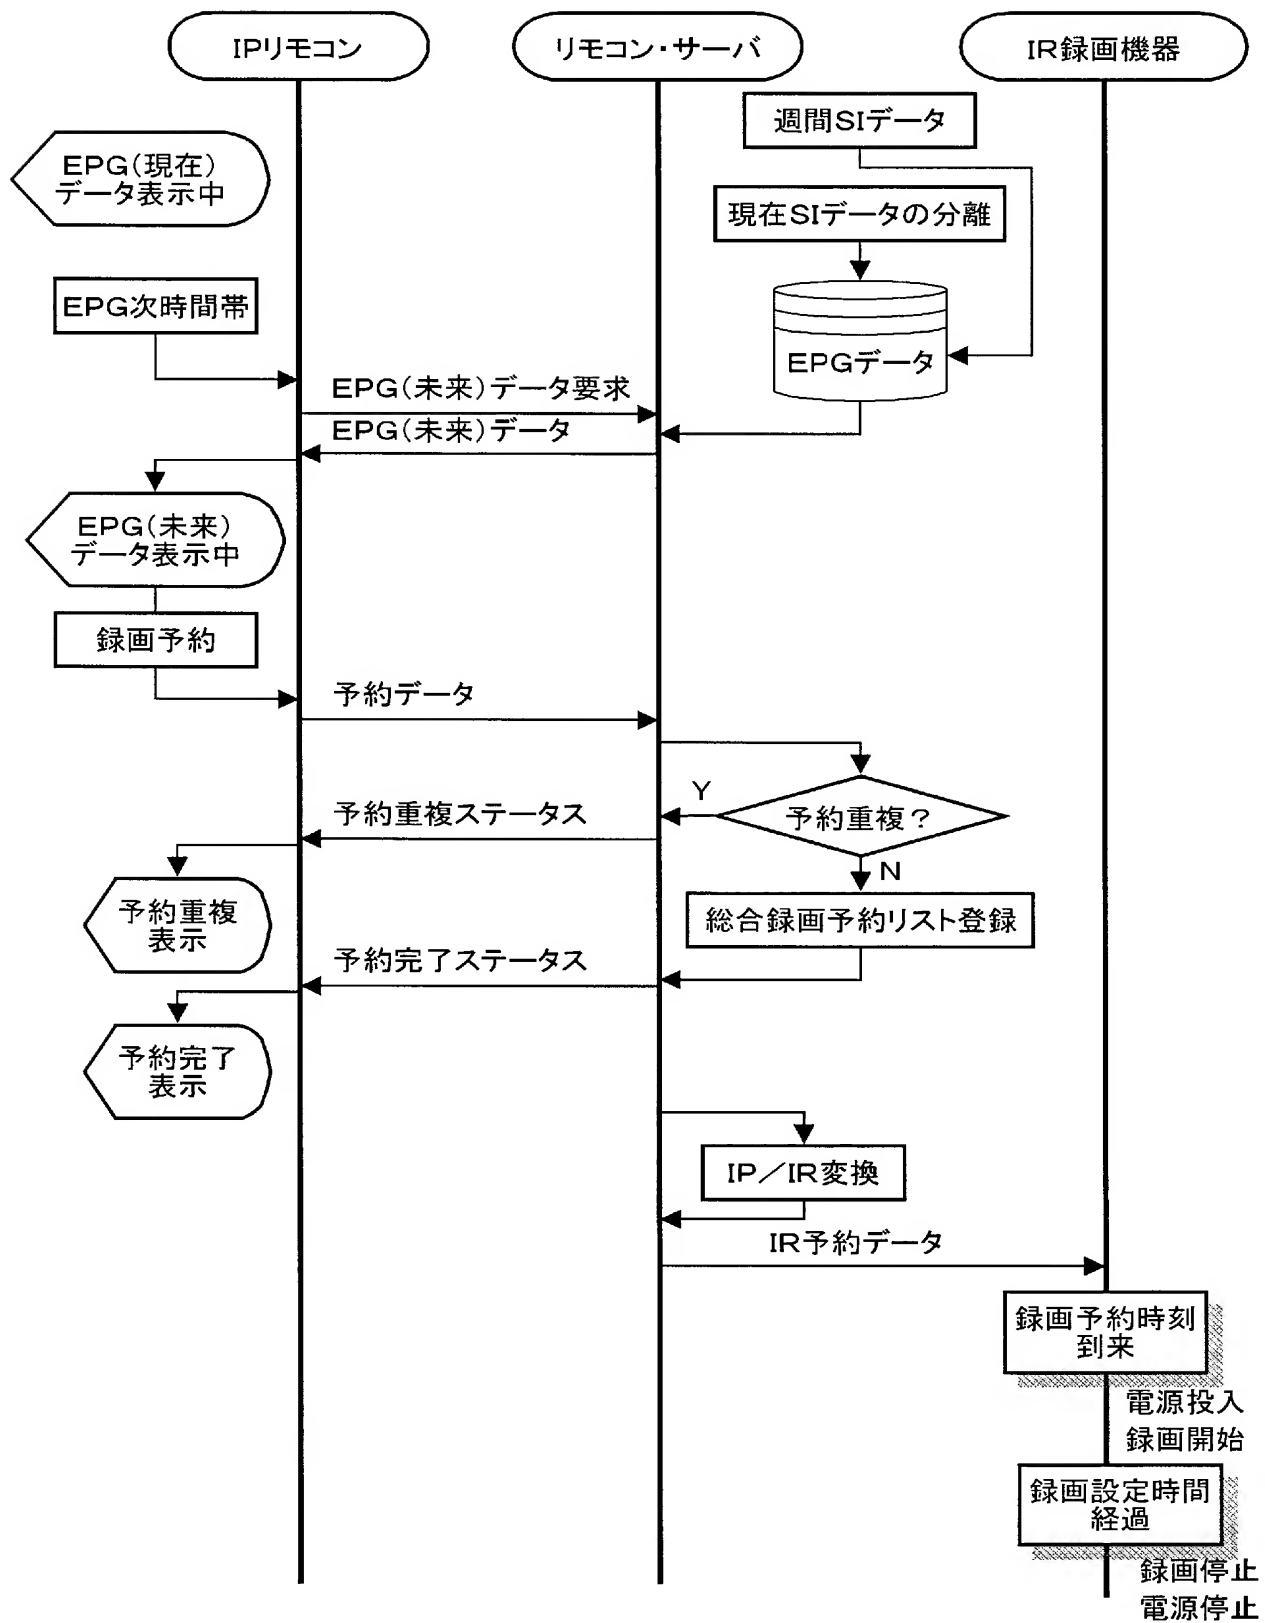 IPリモコン
リモコン・サーバ
IR録画機器
週間SIデータ
EPG(現在)
データ表示中
現在SIデータの分離
EPG次時間帯
EPGデータ
EPG(未来)データ要求
EPG(未来)データ
EPG(未来)
データ表示中
録画予約
予約データ
Y
予約重複ステータス
予約重複？
N
予約重複
表示
総合録画予約リスト登録
予約完了ステータス
予約完了
表示
IP／IR変換
IR予約データ
録画予約時刻
到来
電源投入
録画開始
録画設定時間
経過
録画停止
電源停止